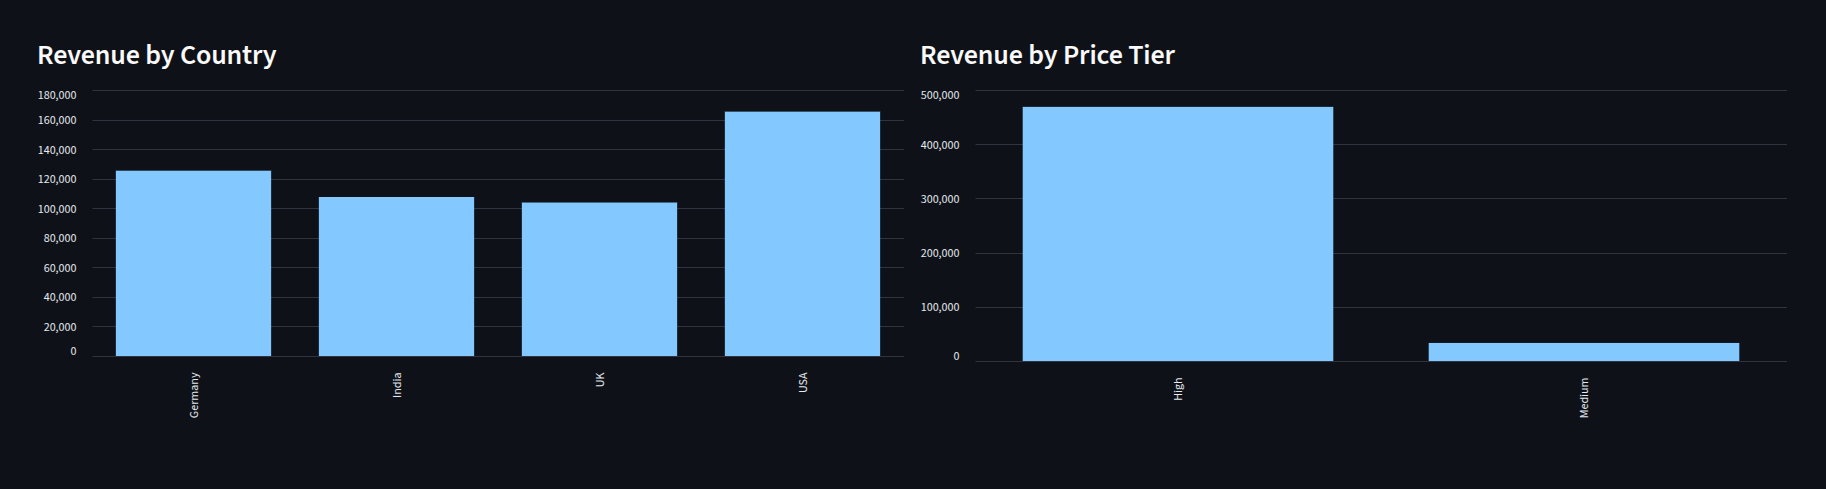 Revenue by Country
180,000
160,000
140,000
120,000
100,000
80,000
60,000
40,000
20,000
0
Germany
India
UK
USA
Revenue by Price Tier
500,000
400,000
300,000
200,000
100,000
0
High
Medium